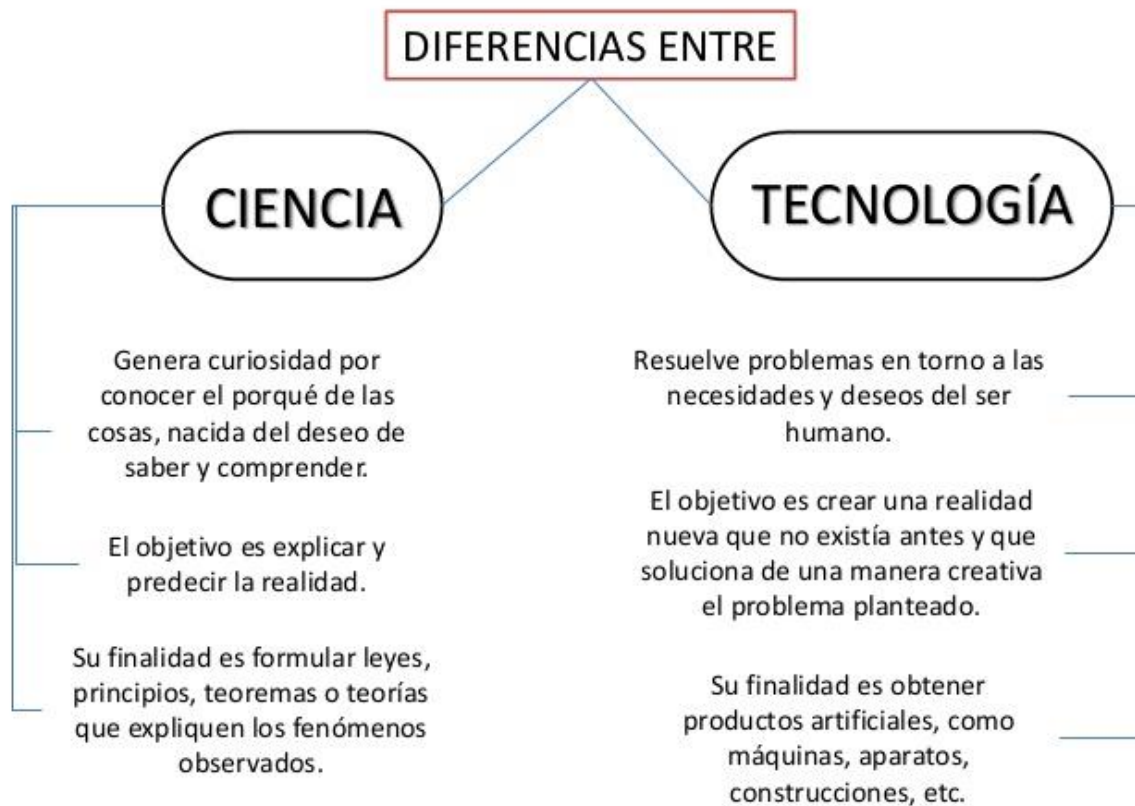 DIFERENCIAS ENTRE
CIENCIA
Genera curiosidad por
conocer el porqué de las
cosas, nacida del deseo de
saber y comprender.
El objetivo es explicar y
predecir la realidad.
Su finalidad es formular leyes,
principios, teoremas o teorías
que expliquen los fenómenos
observados.
TECNOLOGÍA
Resuelve problemas en torno a las
necesidades y deseos del ser
humano.
El objetivo es crear una realidad
nueva que no existía antes y que
soluciona de una manera creativa
el problema planteado.
Su finalidad es obtener
productos artificiales, como
máquinas, aparatos,
construcciones, etc.